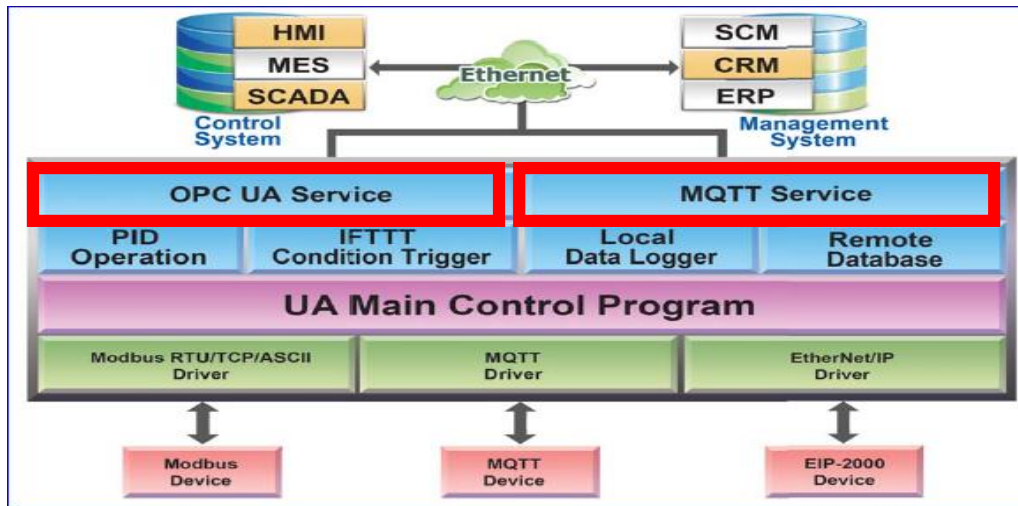 HMI
MES
SCADA
Control
System
Ethernet
SCM
CRM
ERP
Management
System
OPC UA Service
MQTT Service
PID
Operation
IFTTT
Condition Trigger
Local
Data Logger
Remote
Database
UA Main Control Program
Modbus RTU/TCP/ASCII
Driver
MQTT
Driver
EtherNet/IP
Driver
Modbus
Device
MQTT
Device
EIP-2000
Device